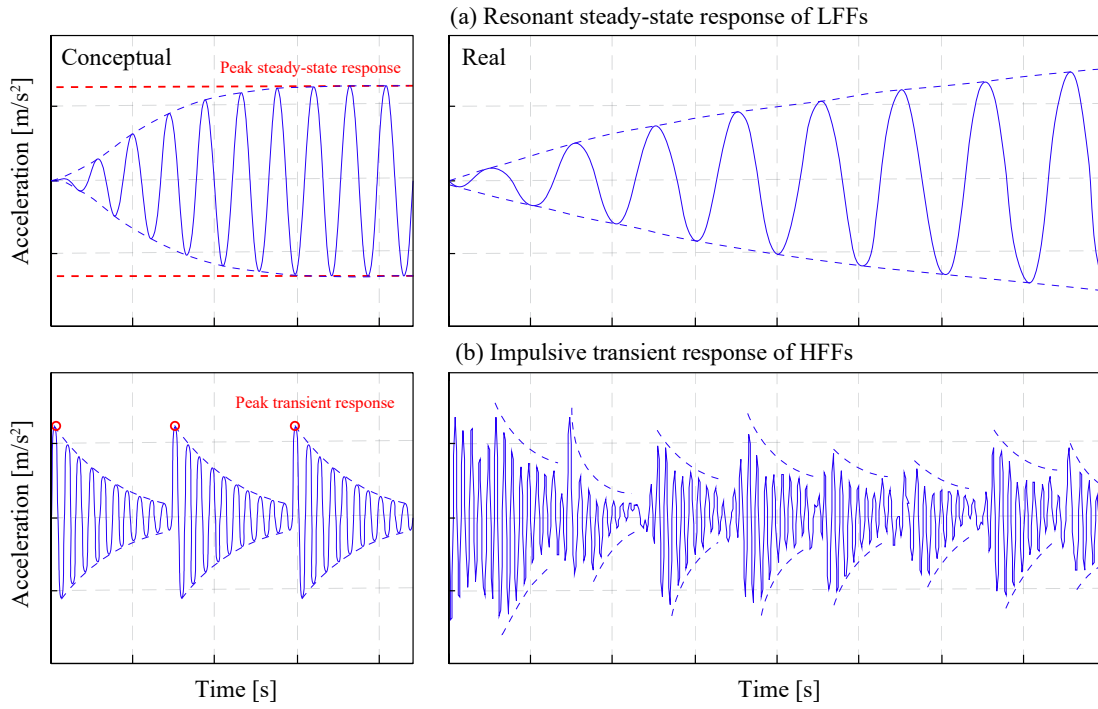 (a) Resonant steady-state response of LFFs
Conceptual
Peak steady-state response
Real
Acceleration [m/s²]
(b) Impulsive transient response of HFFs
Peak transient response
Acceleration [m/s²]
Time [s]
Time [s]